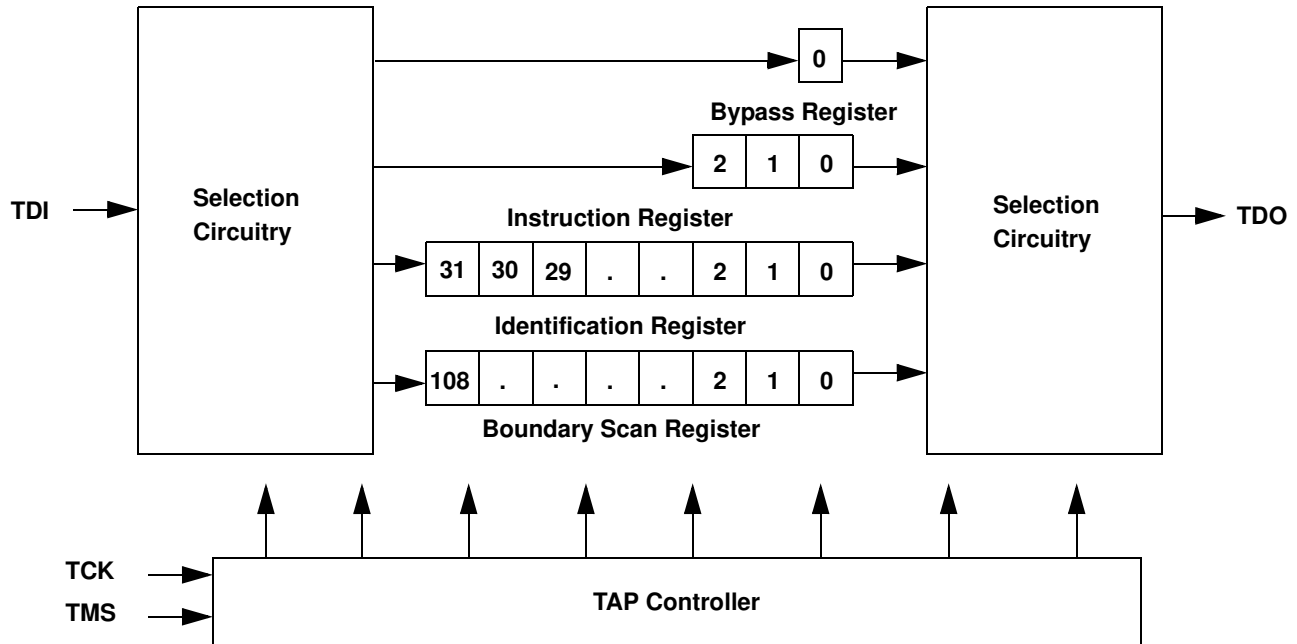 0
Bypass Register
2 1 0
TDI
Selection
Circuitry
Instruction Register
Selection
Circuitry
TDO
31 30 29 . . 2 1 0
Identification Register
108 . . . . 2 1 0
Boundary Scan Register
TCK
TMS
TAP Controller